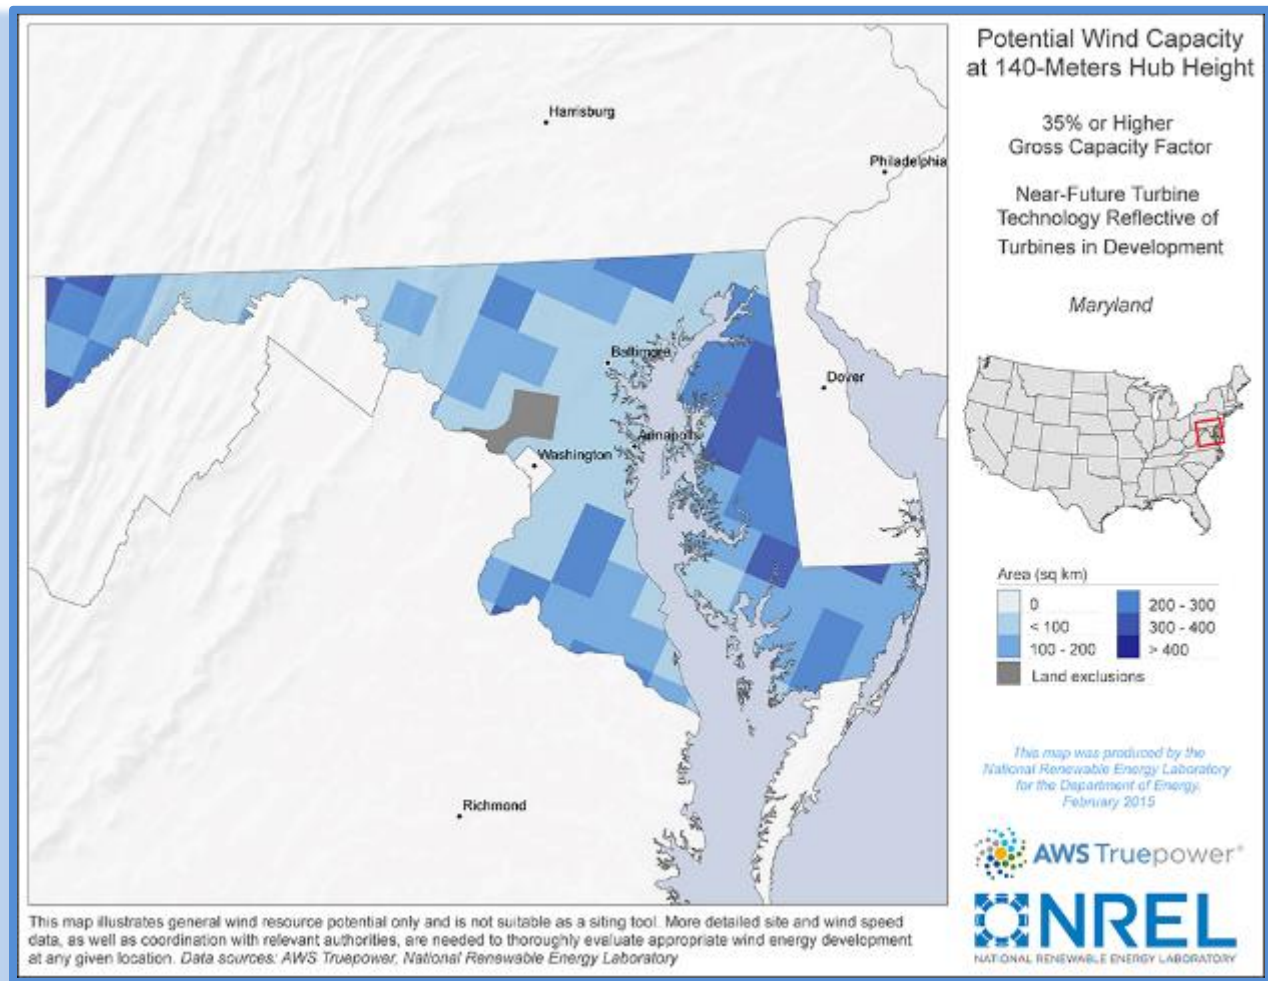 Potential Wind Capacity
at 140-Meters Hub Height
35% or Higher
Gross Capacity Factor
Near-Future Turbine
Technology Reflective of
Turbines in Development
Maryland
Harrisburg
Philadelphia
Baltimore
Dover
Annapolis
Washington
Richmond
Area (sq km)
0
< 100
100 - 200
200 - 300
300 - 400
> 400
Land exclusions
This map was produced by the
National Renewable Energy Laboratory
for the Department of Energy.
February 2015
AWS Truepower®
NREL
NATIONAL RENEWABLE ENERGY LABORATORY
This map illustrates general wind resource potential only and is not suitable as a siting tool. More detailed site and wind speed
data, as well as coordination with relevant authorities, are needed to thoroughly evaluate appropriate wind energy development
at any given location. Data sources: AWS Truepower, National Renewable Energy Laboratory